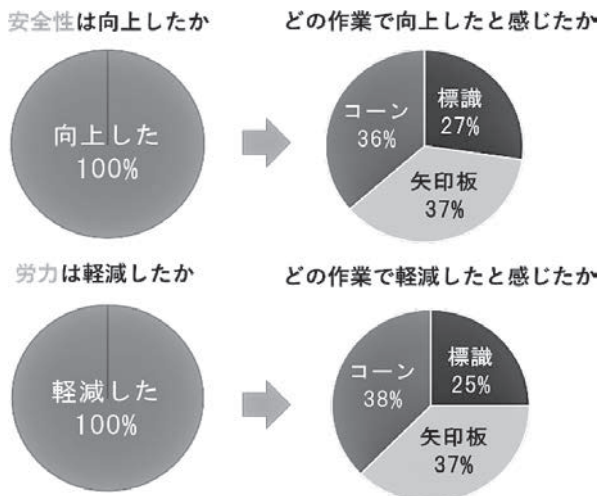 安全性は向上したか
どの作業で向上したと感じたか
向上した
100%
コーン
36%
標識
27%
矢印板
37%
労力は軽減したか
どの作業で軽減したと感じたか
軽減した
100%
コーン
38%
標識
25%
矢印板
37%